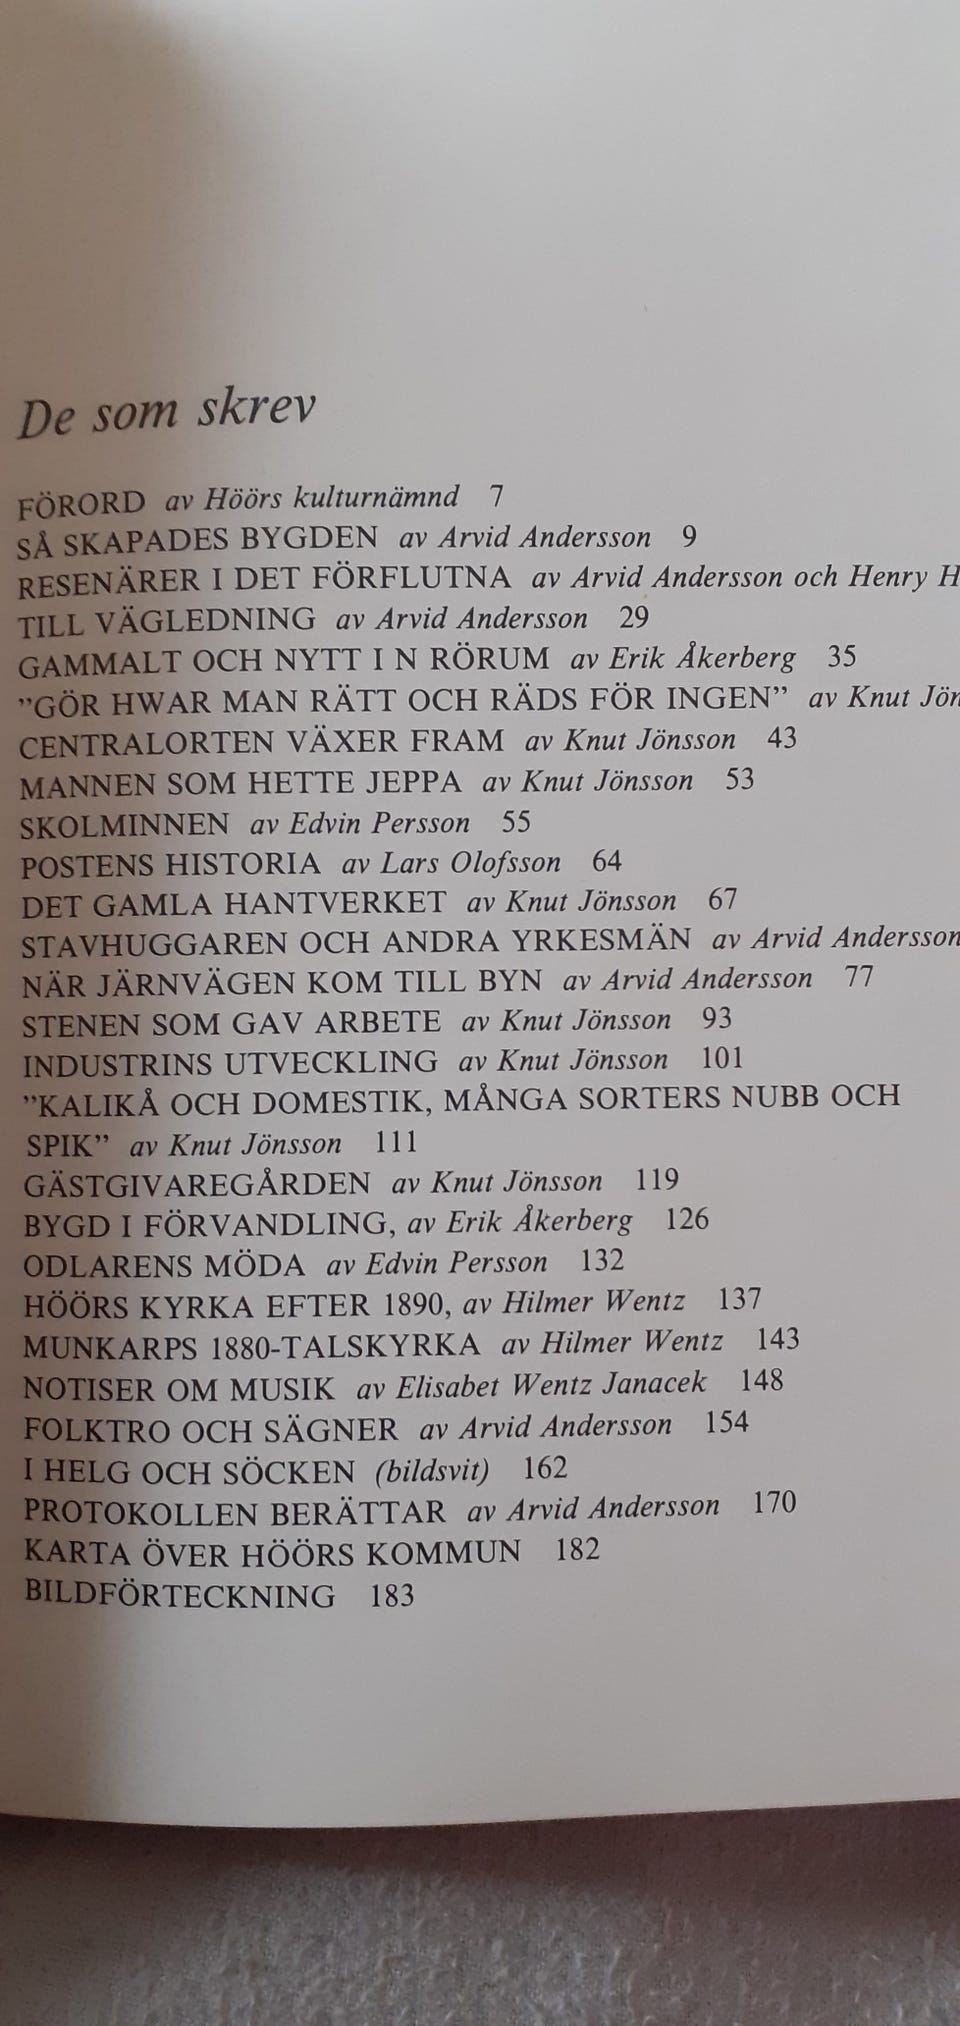 De som skrev
FÖRORD av Höörs kulturnämnd 7
SÅ SKAPADES BYGDEN av Arvid Andersson 9
RESENÄRER I DET FÖRFLUTNA av Arvid Andersson och Henry H
TILL VÄGLEDNING av Arvid Andersson 29
GAMMALT OCH NYTT I N RÖRUM av Erik Åkerberg 35
”GÖR HWAR MAN RÄTT OCH RÄDS FÖR INGEN” av Knut Jön
CENTRALORTEN VÄXER FRAM av Knut Jönsson 43
MANNEN SOM HETTE JEPPA av Knut Jönsson 53
SKOLMINNEN av Edvin Persson 55
POSTENS HISTORIA av Lars Olofsson 64
DET GAMLA HANTVERKET av Knut Jönsson 67
STAVHUGGAREN OCH ANDRA YRKESMÄN av Arvid Andersson
NÄR JÄRNVÄGEN KOM TILL BYN av Arvid Andersson 77
STENEN SOM GAV ARBETE av Knut Jönsson 93
INDUSTRINS UTVECKLING av Knut Jönsson 101
”KALIKÅ OCH DOMESTIK, MÅNGA SORTERS NUBB OCH
SPIK” av Knut Jönsson 111
GÄSTGIVAREGÅRDEN av Knut Jönsson 119
BYGD I FÖRVANDLING, av Erik Åkerberg 126
ODLARENS MÖDA av Edvin Persson 132
HÖÖRS KYRKA EFTER 1890, av Hilmer Wentz 137
MUNKARPS 1880-TALSKYRKA av Hilmer Wentz 143
NOTISER OM MUSIK av Elisabet Wentz Janacek 148
FOLKTRO OCH SÄGNER av Arvid Andersson 154
I HELG OCH SÖCKEN (bildsvit) 162
PROTOKOLLEN BERÄTTAR av Arvid Andersson 170
KARTA ÖVER HÖÖRS KOMMUN 182
BILDFÖRTECKNING 183